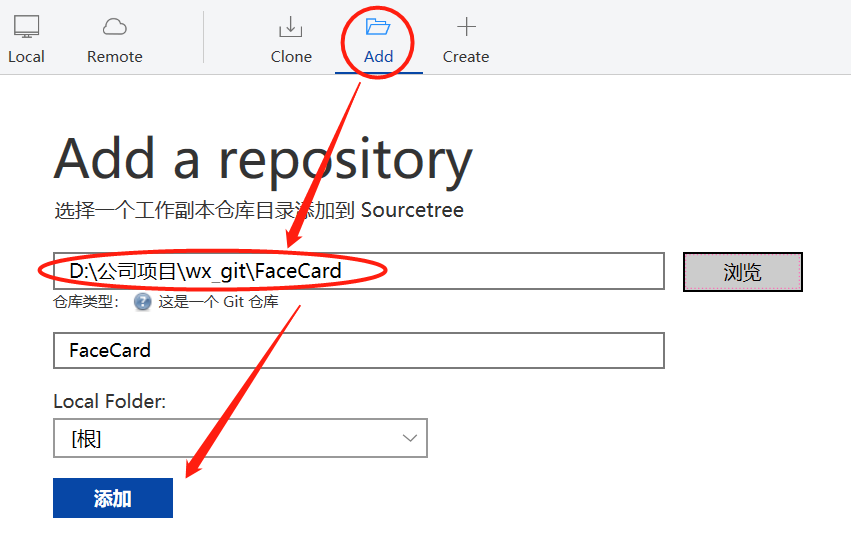 Local
Remote
Clone
Add
Create
Add a repository
选择一个工作副本仓库目录添加到 Sourcetree
D:\公司项目\wx_git\FaceCard
浏览
仓库类型： ? 这是一个 Git 仓库
FaceCard
Local Folder:
[根]
添加